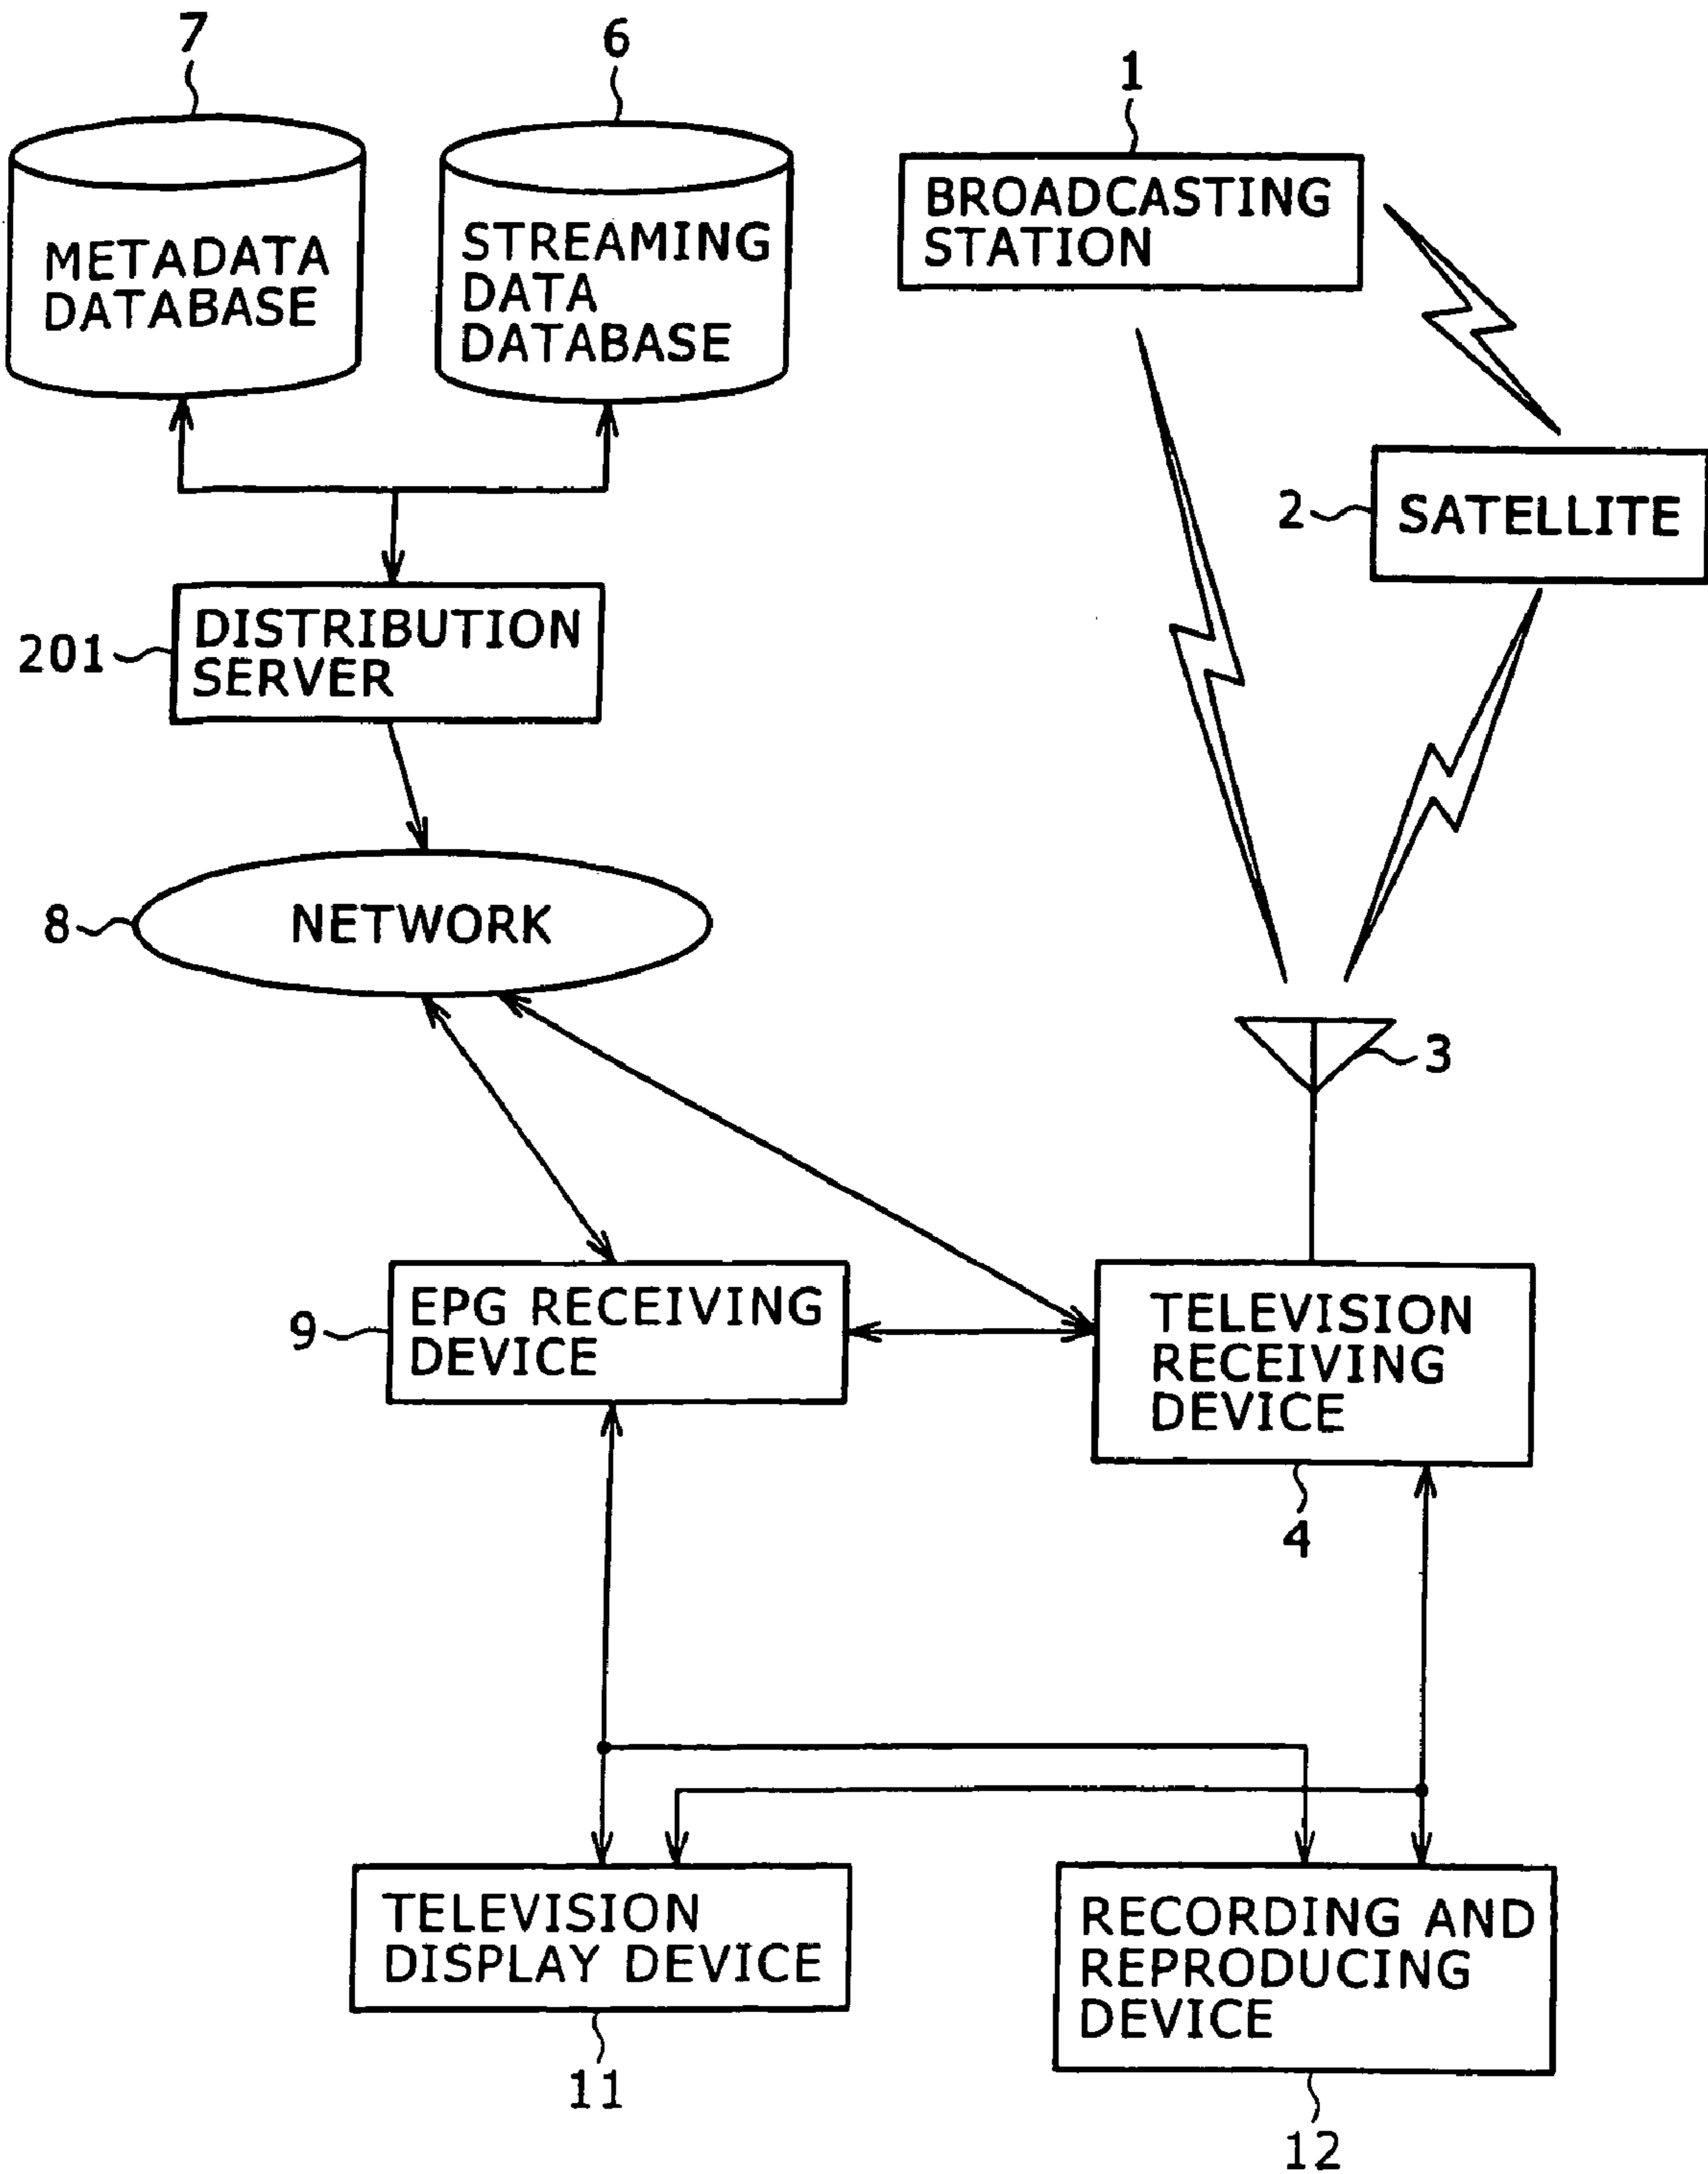 7
6
1
METADATA
DATABASE
STREAMING
DATA
DATABASE
BROADCASTING
STATION
2
SATELLITE
201
DISTRIBUTION
SERVER
8
NETWORK
3
9
EPG RECEIVING
DEVICE
TELEVISION
RECEIVING
DEVICE
4
TELEVISION
DISPLAY DEVICE
11
RECORDING AND
REPRODUCING
DEVICE
12